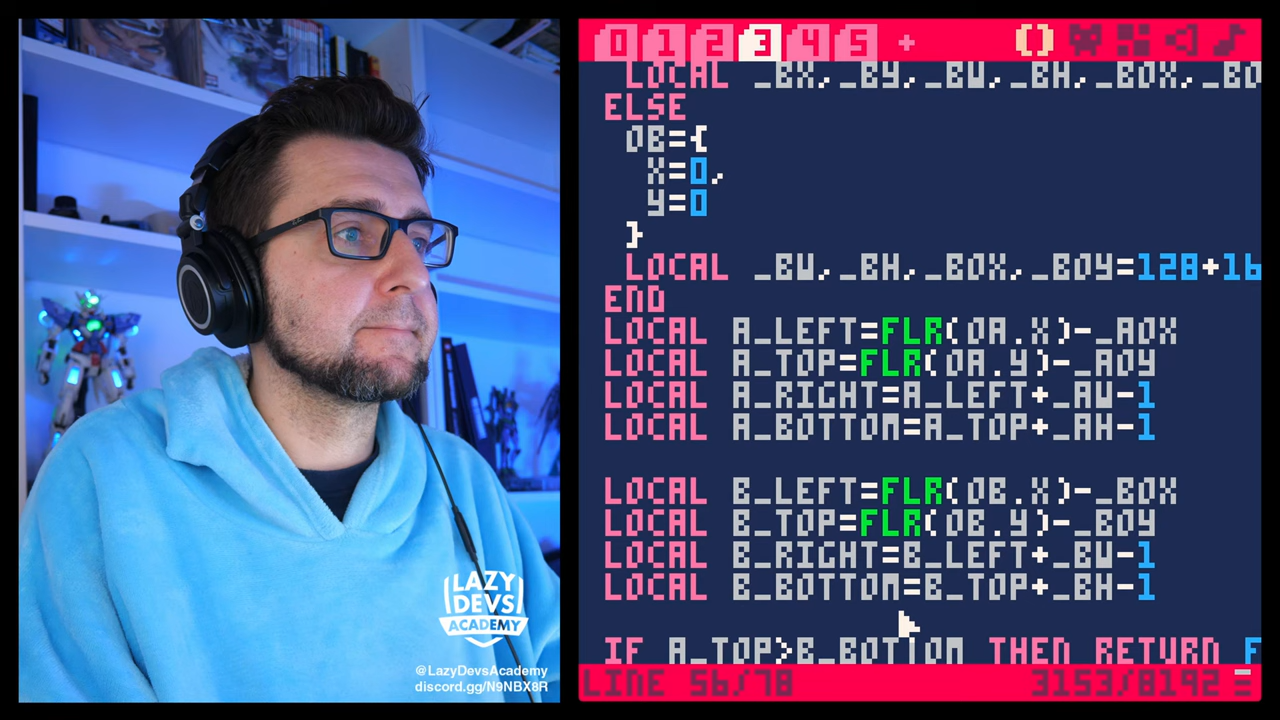 LAZY
DEVS
ACADEMY
@LazyDevsAcademy
discord.gg/N9NBX8R
0 1 2 3 4 5 +
LOCAL _BX,_BY,_BW,_BH,_BOX,_BO
ELSE
OB={
X=0,
Y=0
}
LOCAL _BW,_BH,_BOX,_BOY=128+16
END
LOCAL A_LEFT=FLR(OA.X)-_AOX
LOCAL A_TOP=FLR(OA.Y)-_AOY
LOCAL A_RIGHT=A_LEFT+_AW-1
LOCAL A_BOTTOM=A_TOP+_AH-1
LOCAL B_LEFT=FLR(OB.X)-_BOX
LOCAL B_TOP=FLR(OB.Y)-_BOY
LOCAL B_RIGHT=B_LEFT+_BW-1
LOCAL B_BOTTOM=B_TOP+_BH-1
IF A_TOP>B_BOTTOM THEN RETURN F
LINE 56/78
3153/8192